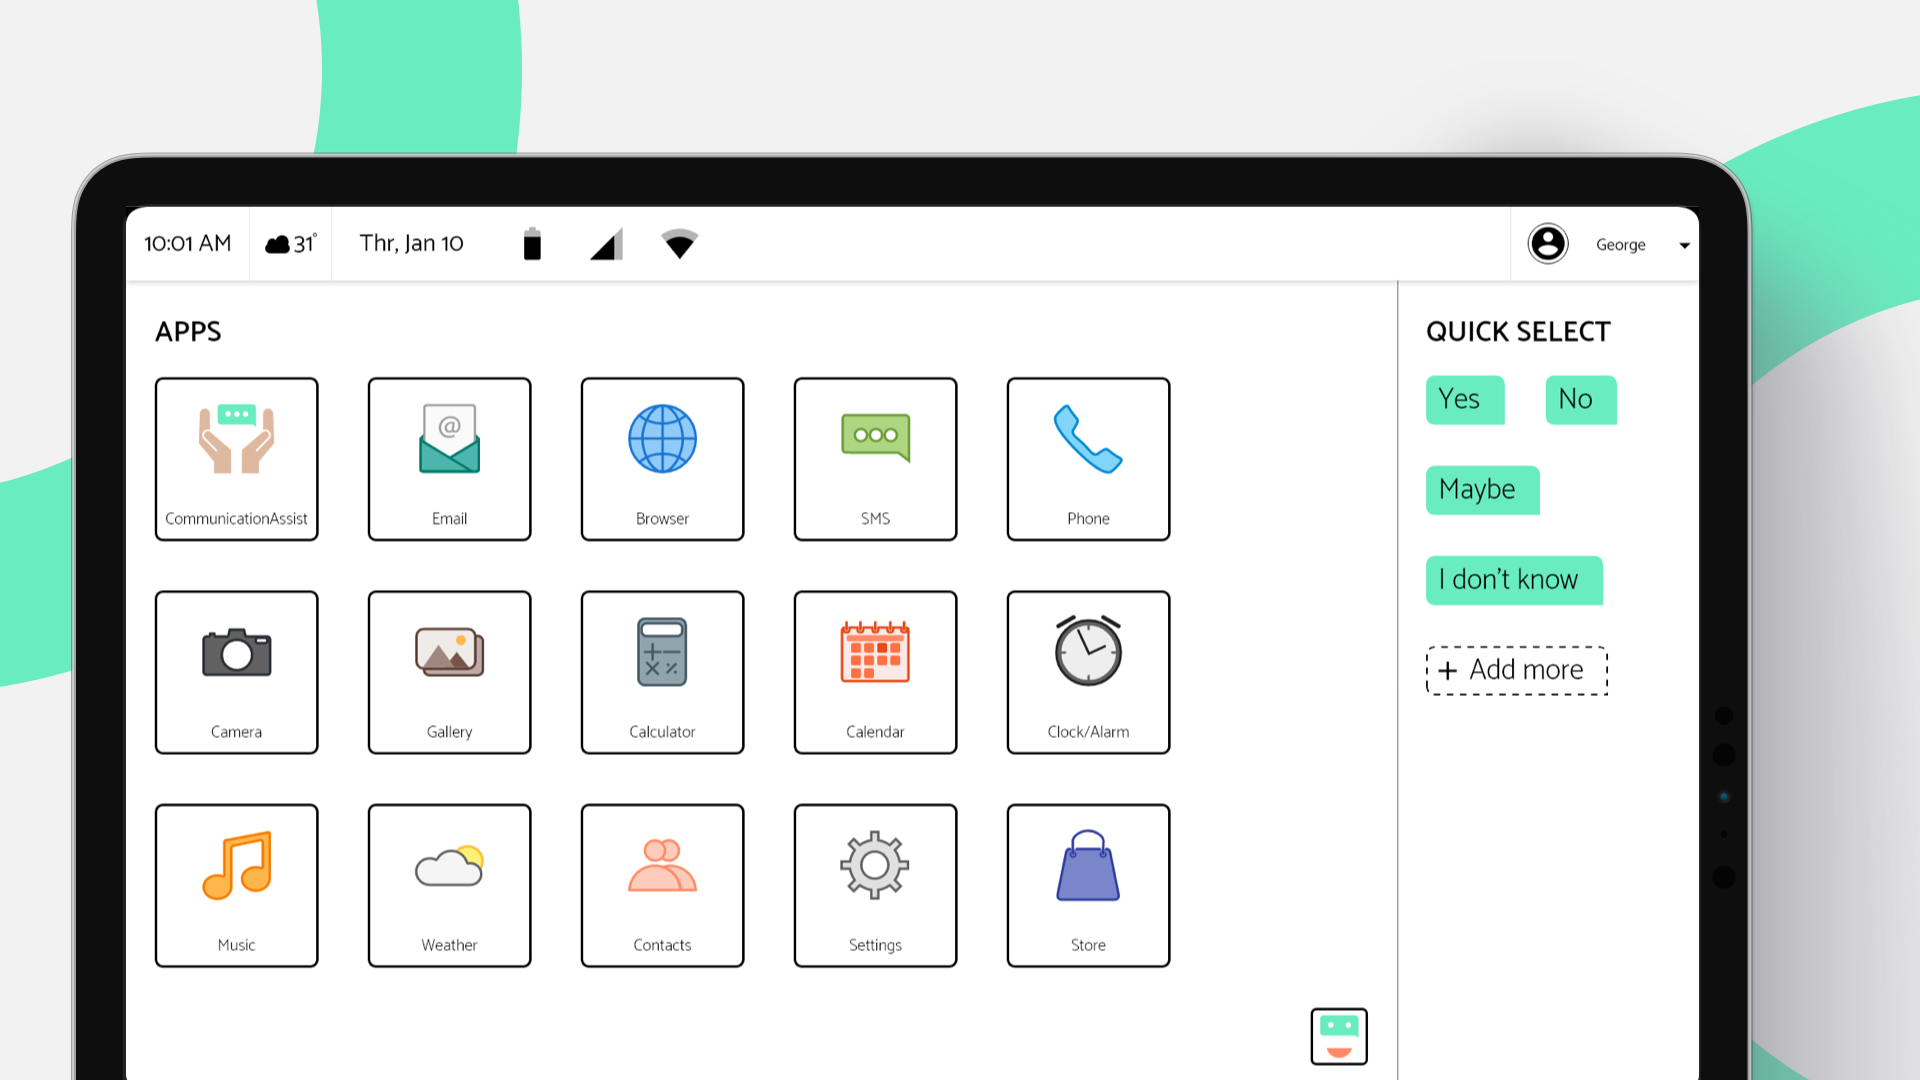 10:01 AM 31° Thr, Jan 10 George
APPS
CommunicationAssist Email Browser SMS Phone
Camera Gallery Calculator Calendar Clock/Alarm
Music Weather Contacts Settings Store
QUICK SELECT
Yes No
Maybe
I don't know
+ Add more